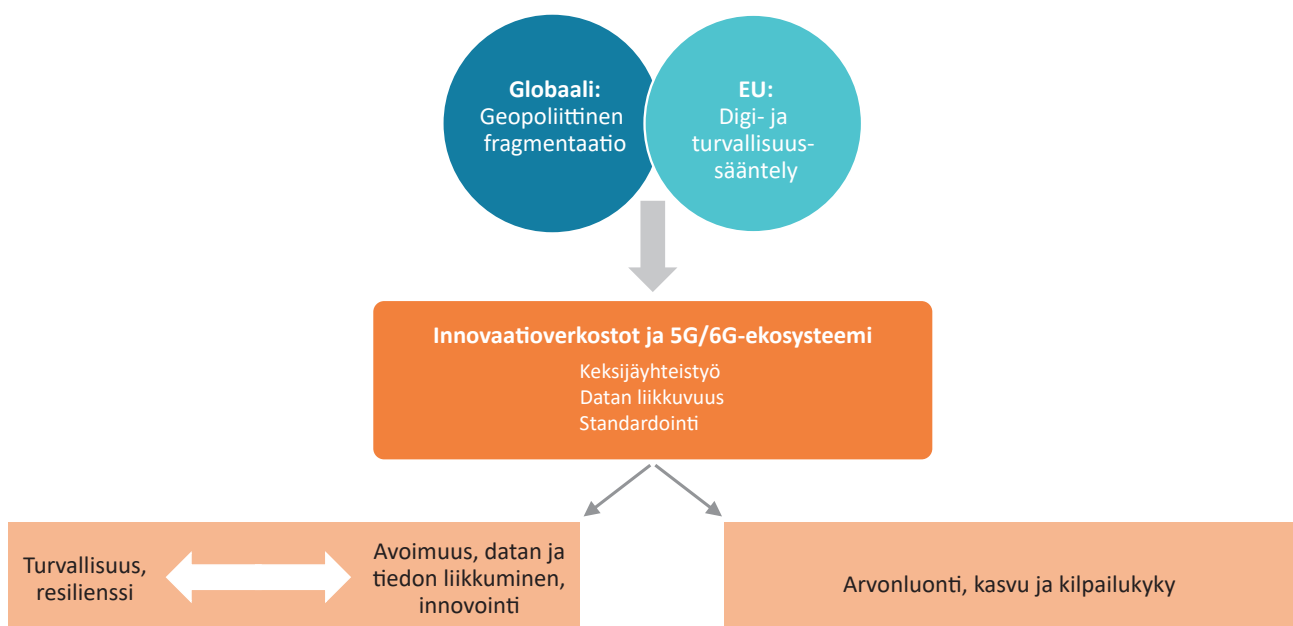 Globaali:
Geopoliittinen
fragmentaatio
EU:
Digi- ja
turvallisuus-
sääntely
Innovaatioverkostot ja 5G/6G-ekosysteemi
Keksijäyhteistyö
Datan liikkuvuus
Standardointi
Turvallisuus,
resilienssi
Avoimuus, datan ja
tiedon liikkuminen,
innovointi
Arvonluonti, kasvu ja kilpailukyky